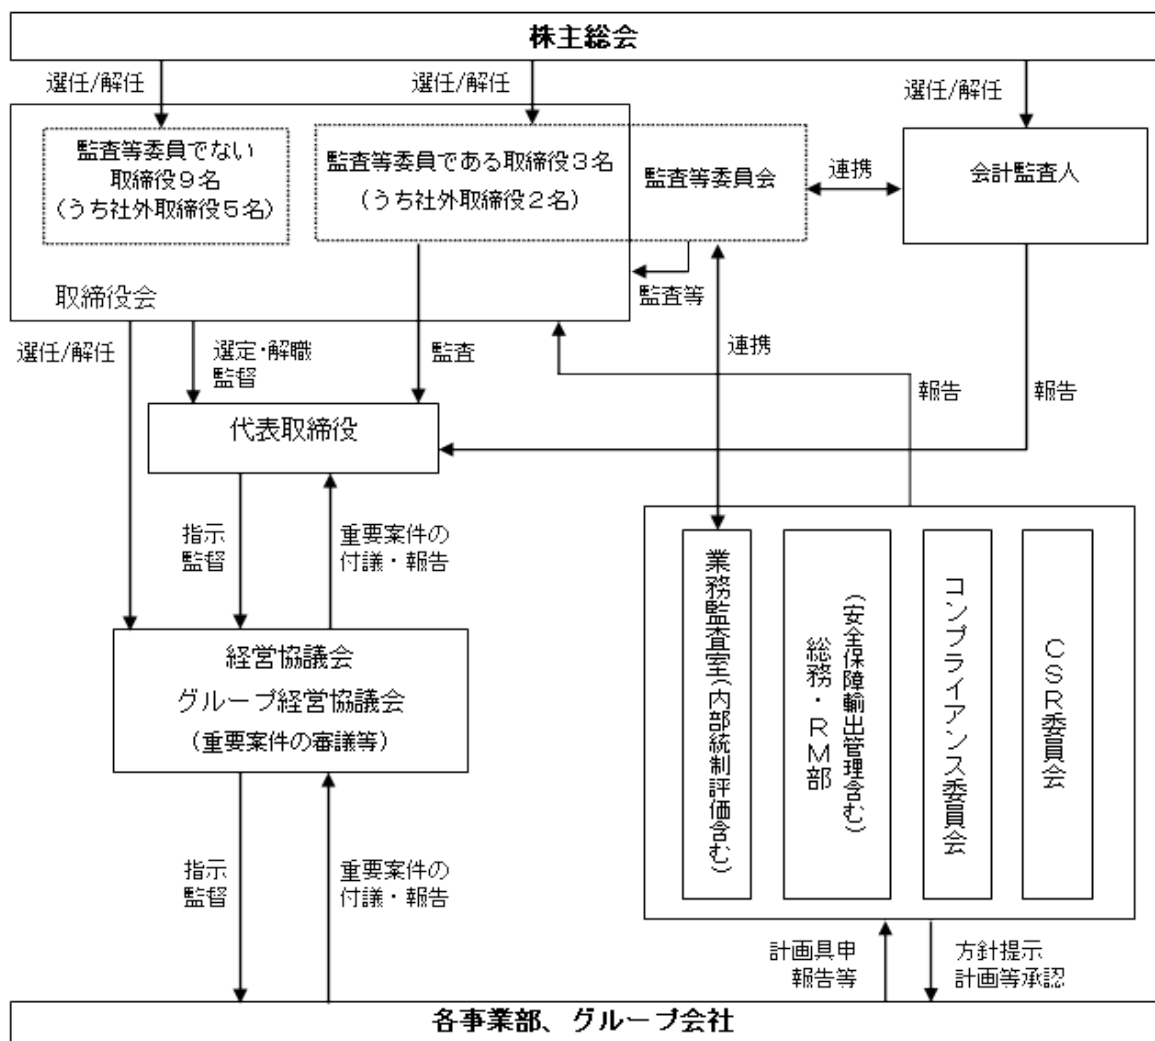 株主総会
選任/解任
選任/解任
選任/解任
監査等委員でない
取締役9名
(うち社外取締役5名)
監査等委員である取締役3名
(うち社外取締役2名)
監査等委員会
連携
会計監査人
取締役会
監査等
選任/解任
選定・解職
監督
監査
連携
報告
報告
代表取締役
指示
監督
重要案件の
付議・報告
経営協議会
グループ経営協議会
(重要案件の審議等)
業務監査室(内部統制評価含む)
総務・RM部
(安全保障輸出管理含む)
コンプライアンス委員会
CSR委員会
指示
監督
重要案件の
付議・報告
計画具申
報告等
方針提示
計画等承認
各事業部、グループ会社